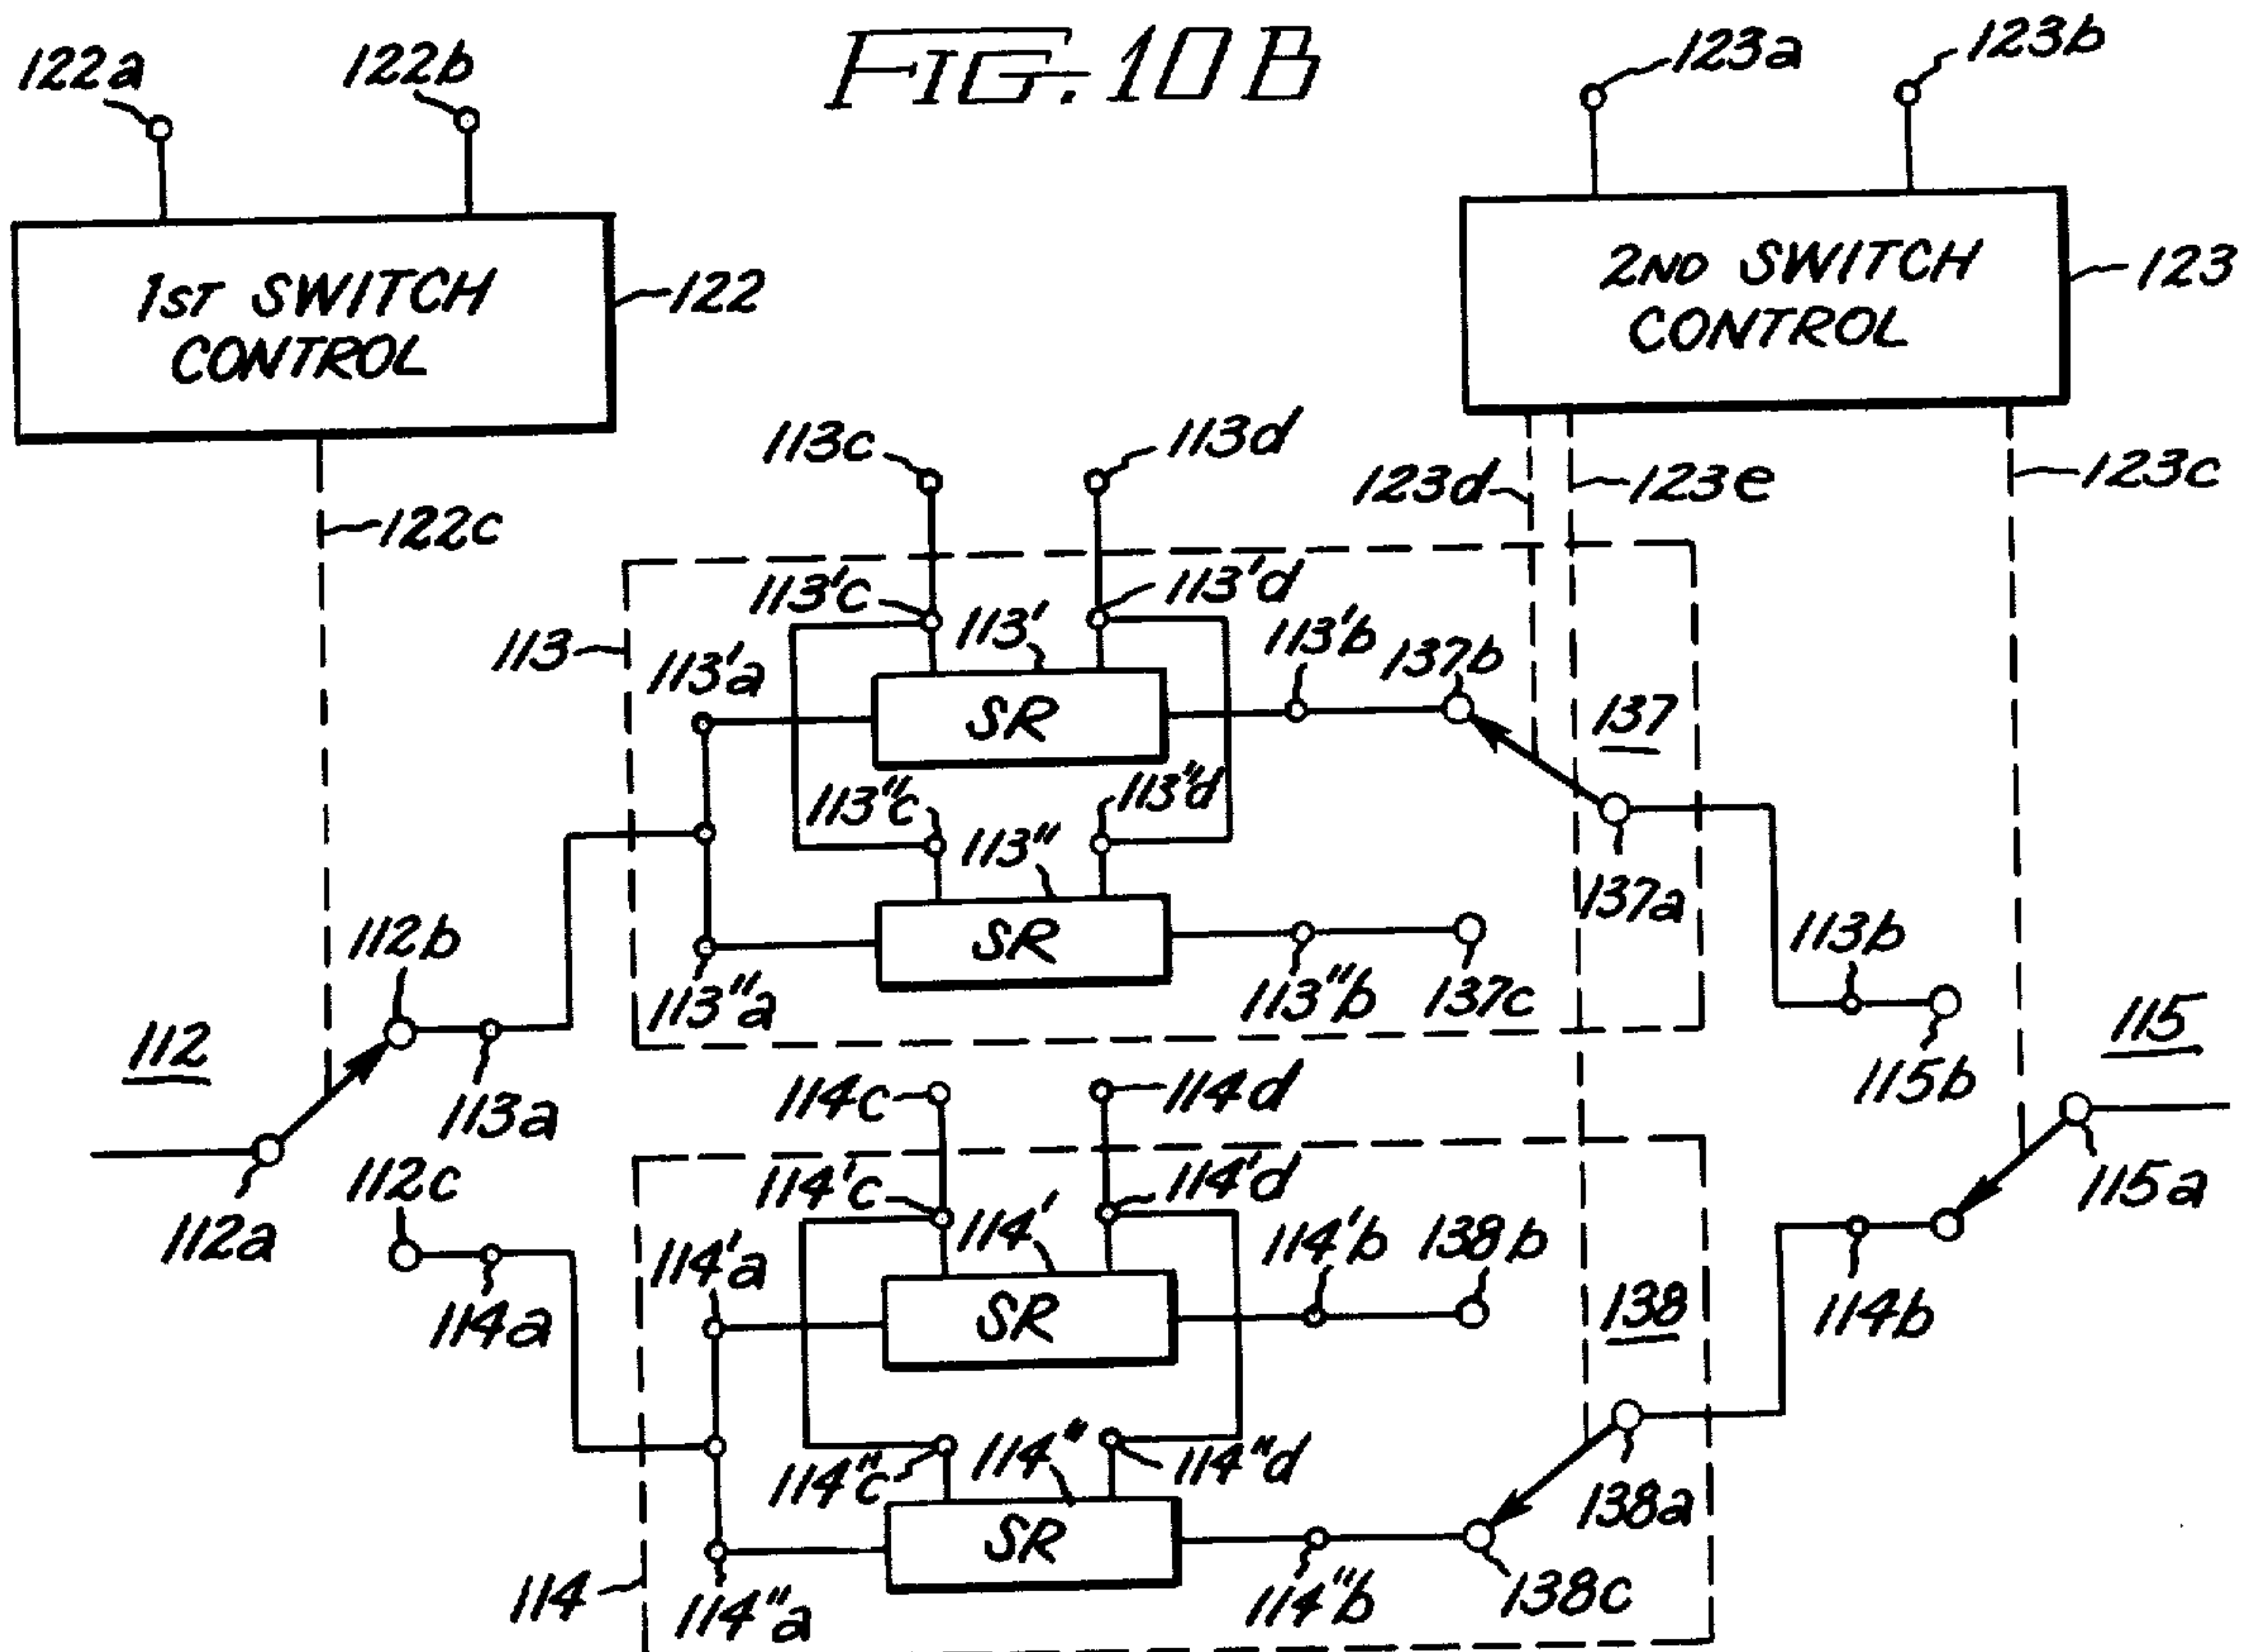 FIG. 10B
122a
122b
123a
123b
1ST SWITCH
CONTROL
122
2ND SWITCH
CONTROL
123
113c
113d
123d
123e
123c
122c
113'c
113'd
113
113'
113'a
113'b
137b
137
SR
113"c
113"d
113"
137a
112b
SR
113b
113"a
113"b
137c
112
115
115b
113a
114c
114d
112c
114'c
114'd
115a
112a
114'
114'a
114'b
138b
138
114a
SR
114b
114"
114"c
114"d
138a
SR
114
114"a
114"b
138c